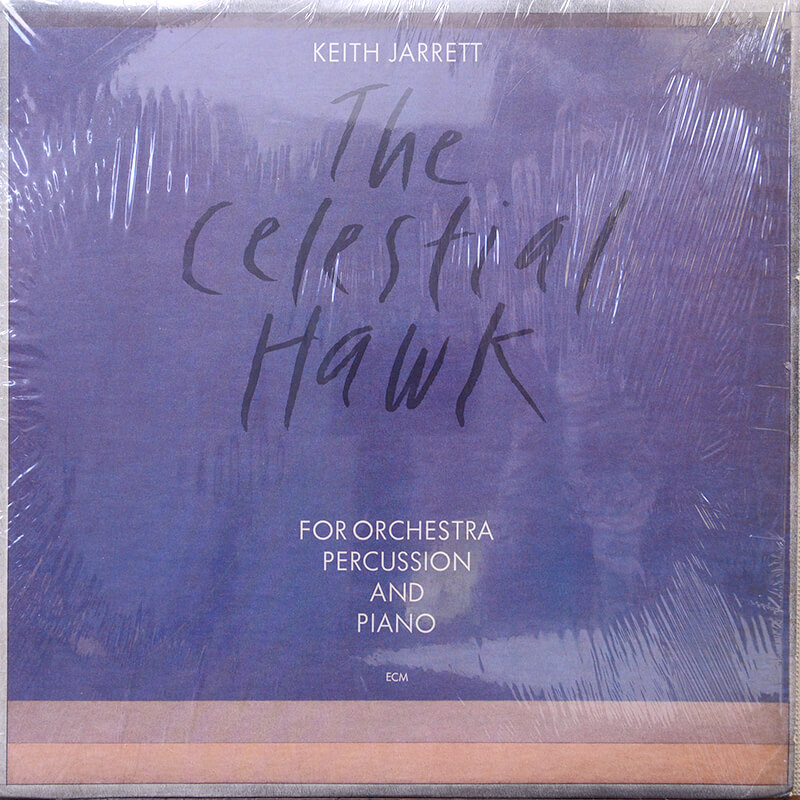 KEITH JARRETT
The
Celestial
Hawk
FOR ORCHESTRA
PERCUSSION
AND
PIANO
ECM